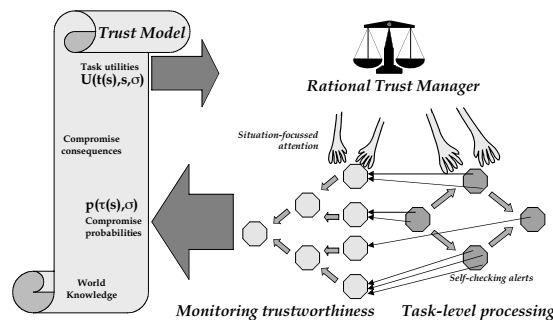 Trust Model
Task utilities
U(t(s),s,σ)
Compromise
consequences
p(τ(s),σ)
Compromise
probabilities
World
Knowledge
Rational Trust Manager
Situation-focussed
attention
Self-checking alerts
Monitoring trustworthiness
Task-level processing